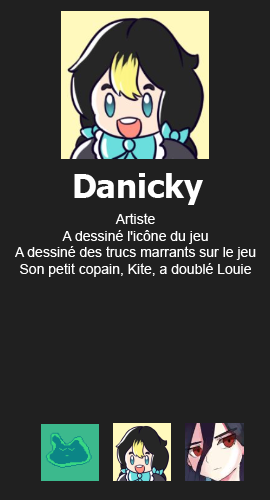 Danicky
Artiste
A dessiné l'icône du jeu
A dessiné des trucs marrants sur le jeu
Son petit copain, Kite, a doublé Louie